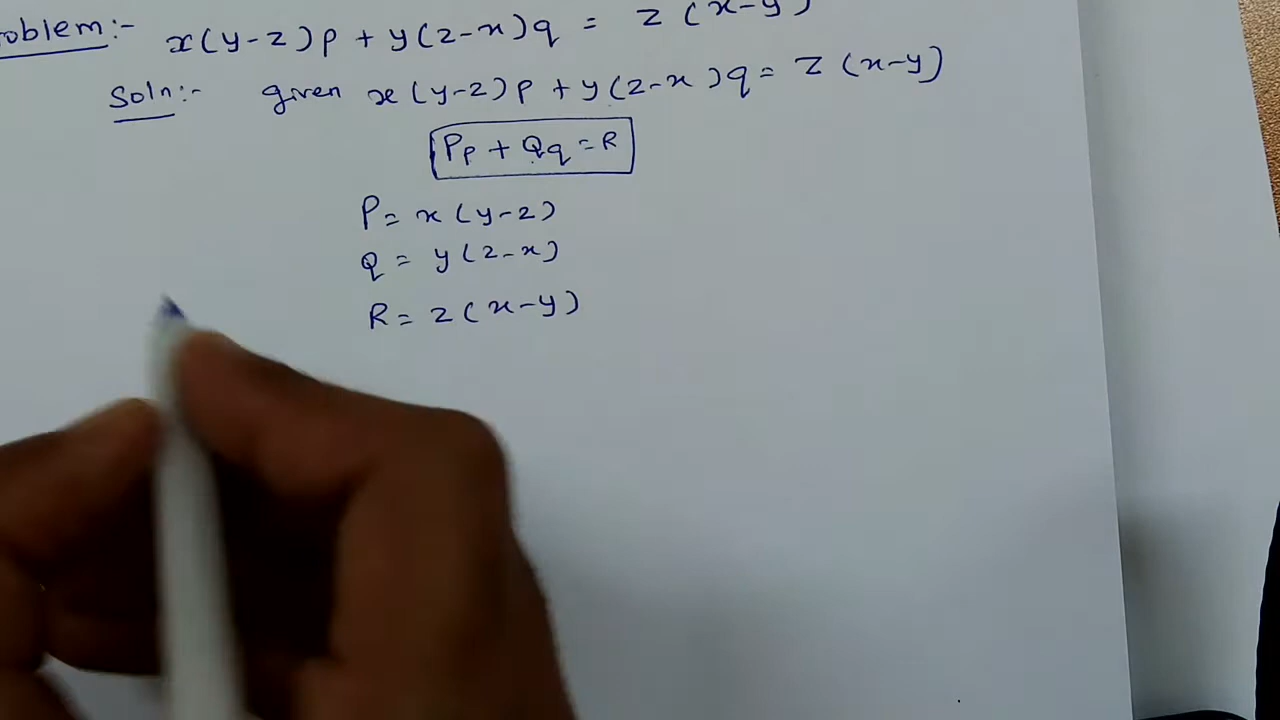 oblem:- x(y-z)p + y(z-x)q = z(x-y)
Soln:- given x(y-z)p + y(z-x)q = z(x-y)
Pp + Qq = R
P = x(y-z)
Q = y(z-x)
R = z(x-y)